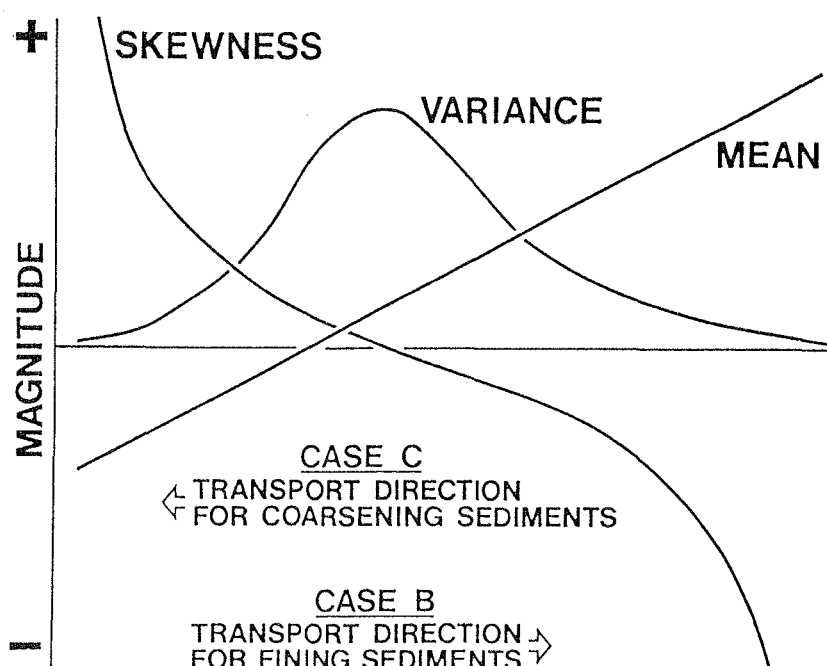 +
SKEWNESS
VARIANCE
MEAN
MAGNITUDE
CASE C
TRANSPORT DIRECTION
FOR COARSENING SEDIMENTS
CASE B
TRANSPORT DIRECTION
FOR FINING SEDIMENTS
−